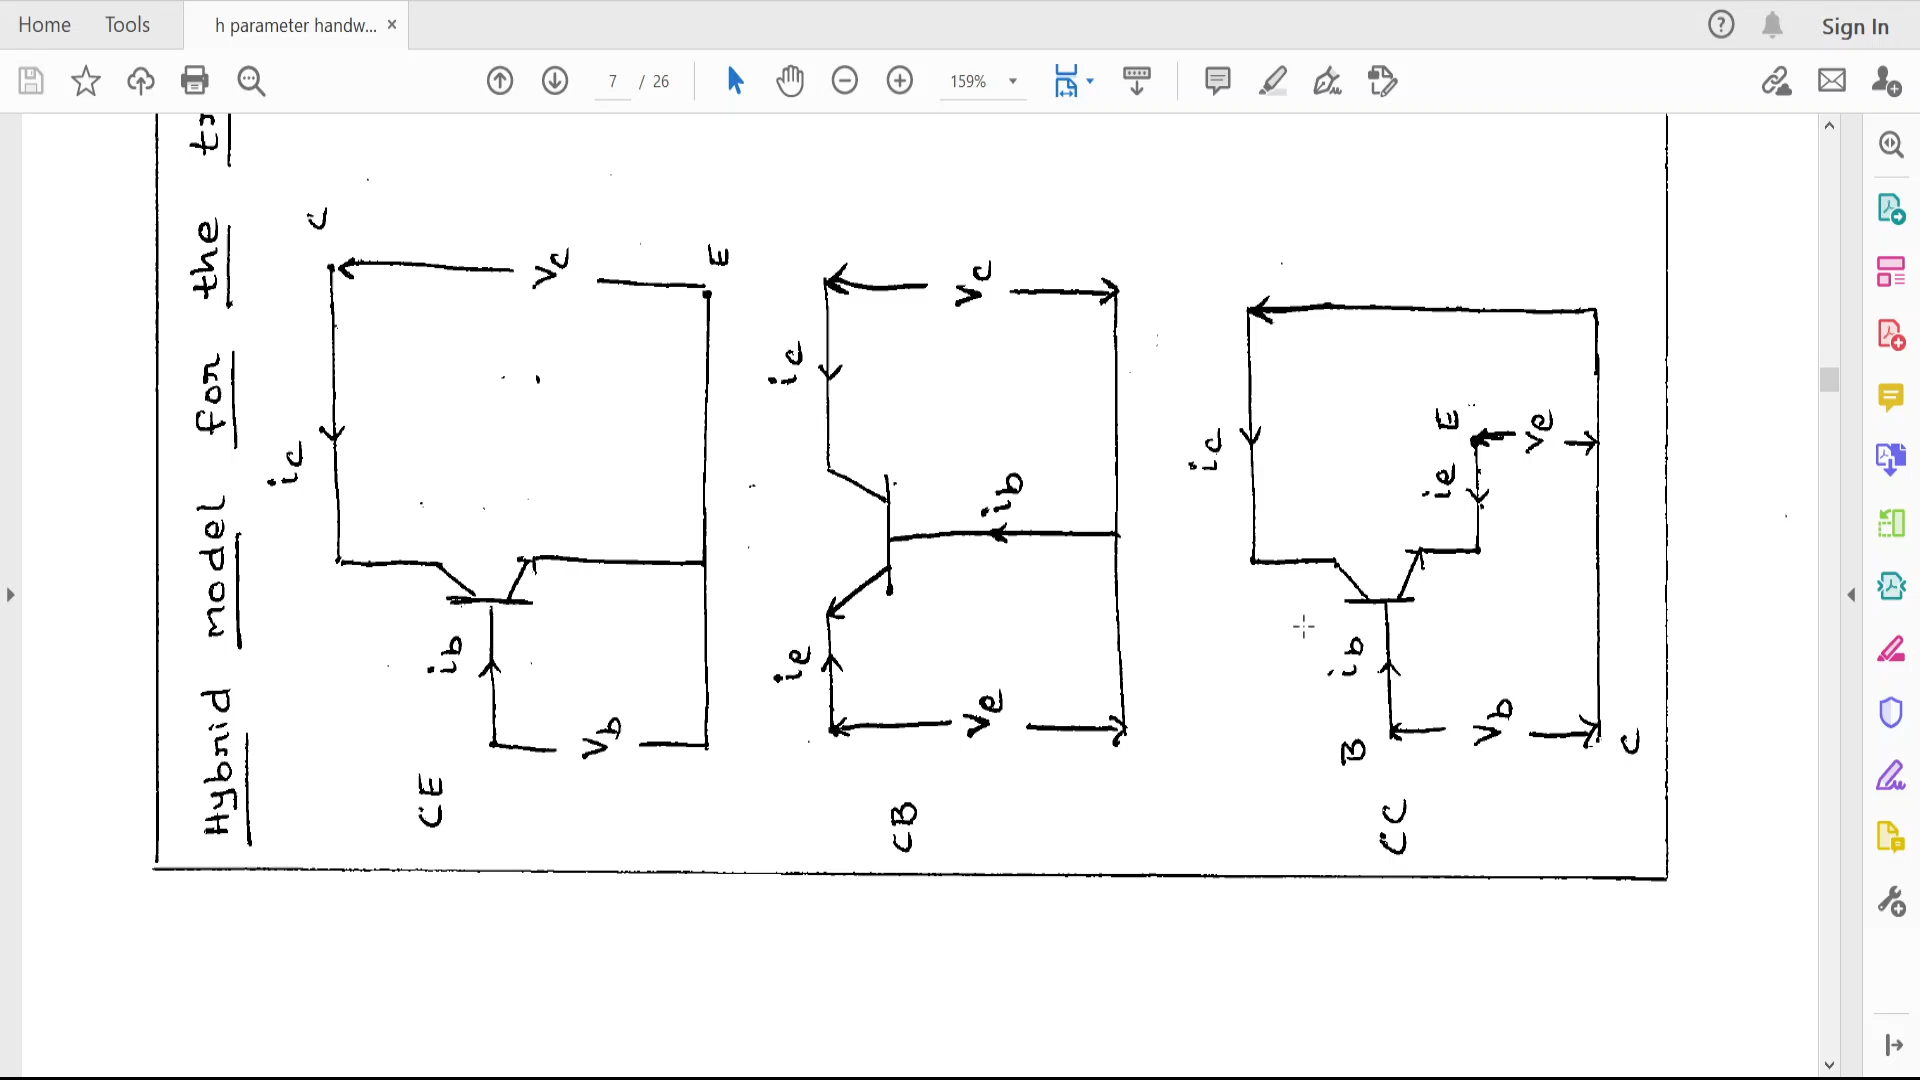 Home Tools h parameter handw... × Sign In
7 / 26 159%
Hybrid model for the
CE
ib
Vb
ic
C
Vc
E
CB
ie
Ve
ib
ic
Vc
CC
B
ib
Vb
C
ic
ie
E
Ve